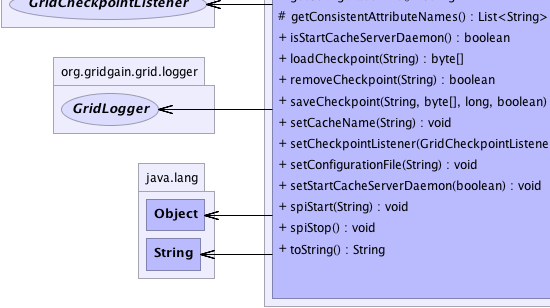 GridCheckpointListener
# getConsistentAttributeNames() : List<String>
+ isStartCacheServerDaemon() : boolean
+ loadCheckpoint(String) : byte[]
+ removeCheckpoint(String) : boolean
+ saveCheckpoint(String, byte[], long, boolean)
+ setCacheName(String) : void
+ setCheckpointListener(GridCheckpointListene
+ setConfigurationFile(String) : void
+ setStartCacheServerDaemon(boolean) : void
+ spiStart(String) : void
+ spiStop() : void
+ toString() : String
org.gridgain.grid.logger
GridLogger
java.lang
Object
String